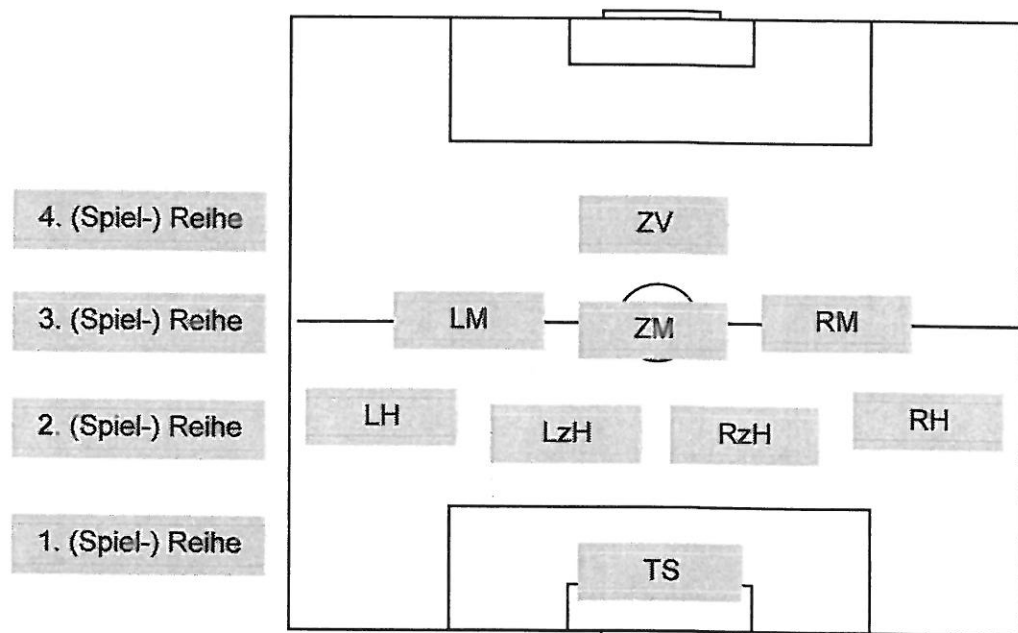 4. (Spiel-) Reihe
ZV
3. (Spiel-) Reihe
LM
ZM
RM
2. (Spiel-) Reihe
LH
LzH
RzH
RH
1. (Spiel-) Reihe
TS